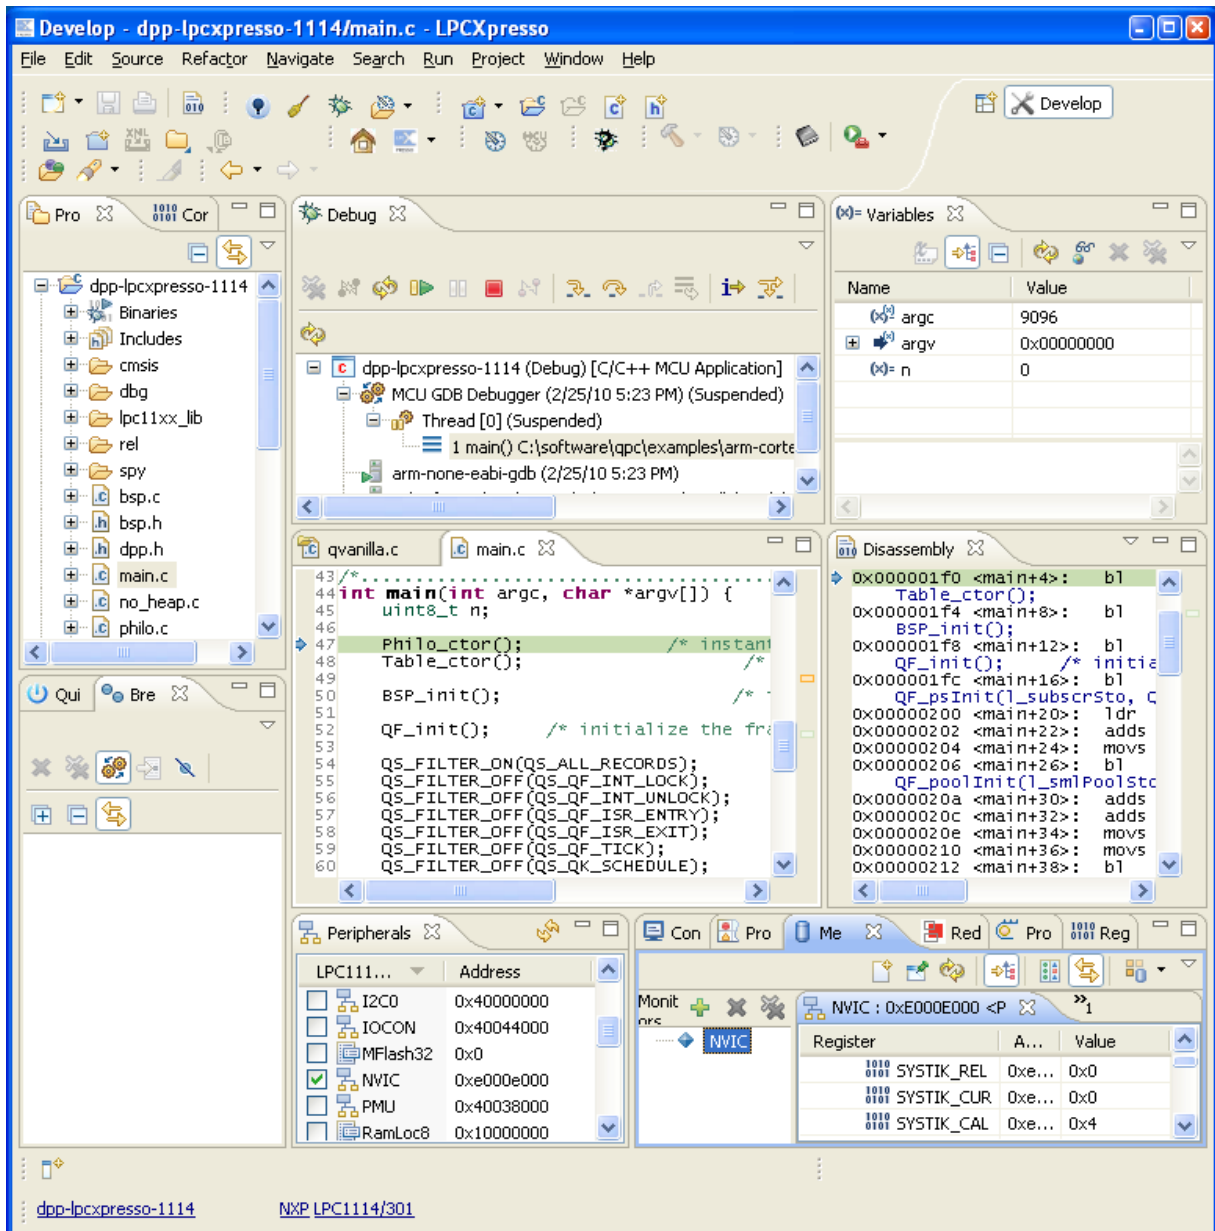 Develop - dpp-lpcxpresso-1114/main.c - LPCXpresso
File Edit Source Refactor Navigate Search Run Project Window Help
Develop
Pro
Cor
dpp-lpcxpresso-1114
Binaries
Includes
cmsis
dbg
lpc11xx_lib
rel
spy
bsp.c
bsp.h
dpp.h
main.c
no_heap.c
philo.c
Debug
dpp-lpcxpresso-1114 (Debug) [C/C++ MCU Application]
MCU GDB Debugger (2/25/10 5:23 PM) (Suspended)
Thread [0] (Suspended)
1 main() C:\software\qpc\examples\arm-corte
arm-none-eabi-gdb (2/25/10 5:23 PM)
(x)= Variables
Name Value
argc 9096
argv 0x00000000
(x)= n 0
Qui
Bre
qvanilla.c
main.c
43 /*......................................
44 int main(int argc, char *argv[]) {
45 uint8_t n;
46
47 Philo_ctor(); /* instant
48 Table_ctor(); /*
49
50 BSP_init(); /*
51
52 QF_init(); /* initialize the fra
53
54 QS_FILTER_ON(QS_ALL_RECORDS);
55 QS_FILTER_OFF(QS_QF_INT_LOCK);
56 QS_FILTER_OFF(QS_QF_INT_UNLOCK);
57 QS_FILTER_OFF(QS_QF_ISR_ENTRY);
58 QS_FILTER_OFF(QS_QF_ISR_EXIT);
59 QS_FILTER_OFF(QS_QF_TICK);
60 QS_FILTER_OFF(QS_QK_SCHEDULE);
Disassembly
0x000001f0 <main+4>: bl
Table_ctor();
0x000001f4 <main+8>: bl
BSP_init();
0x000001f8 <main+12>: bl
QF_init(); /* initia
0x000001fc <main+16>: bl
QF_psInit(l_subscrSto, Q
0x00000200 <main+20>: ldr
0x00000202 <main+22>: adds
0x00000204 <main+24>: movs
0x00000206 <main+26>: bl
QF_poolInit(l_smlPoolSto
0x0000020a <main+30>: adds
0x0000020c <main+32>: adds
0x0000020e <main+34>: movs
0x00000210 <main+36>: movs
0x00000212 <main+38>: bl
Peripherals
LPC111... Address
I2C0 0x40000000
IOCON 0x40044000
MFlash32 0x0
NVIC 0xe000e000
PMU 0x40038000
RamLoc8 0x10000000
Con
Pro
Me
Red
Pro
Reg
Monit
ors
NVIC
NVIC : 0xE000E000 <P
»1
Register A... Value
SYSTIK_REL 0xe... 0x0
SYSTIK_CUR 0xe... 0x0
SYSTIK_CAL 0xe... 0x4
dpp-lpcxpresso-1114
NXP LPC1114/301